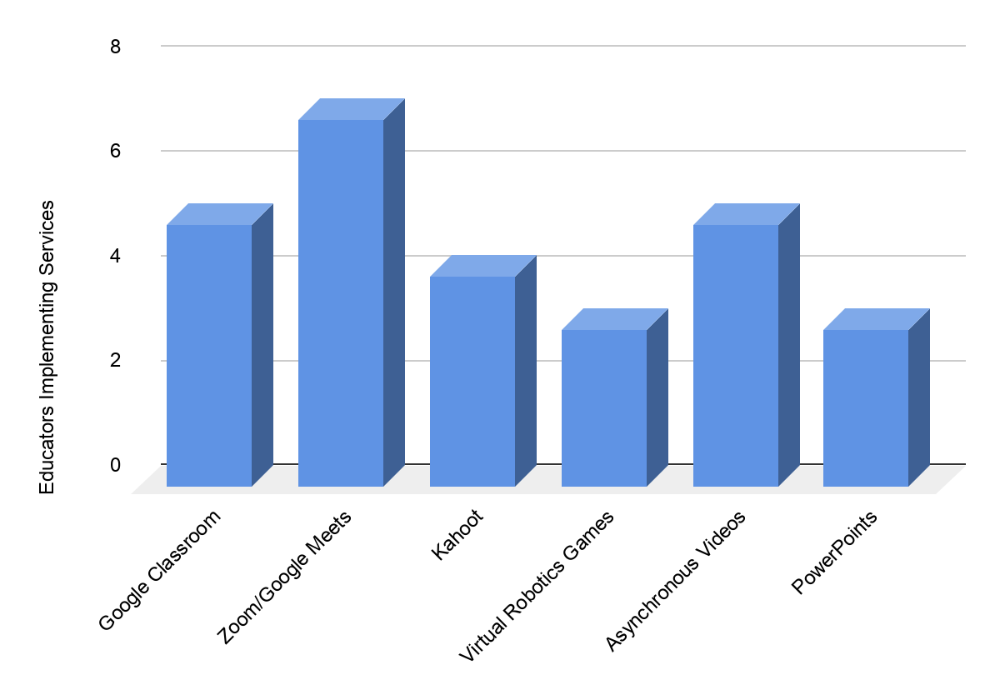 8
6
4
2
0
Educators Implementing Services
Google Classroom
Zoom/Google Meets
Kahoot
Virtual Robotics Games
Asynchronous Videos
PowerPoints